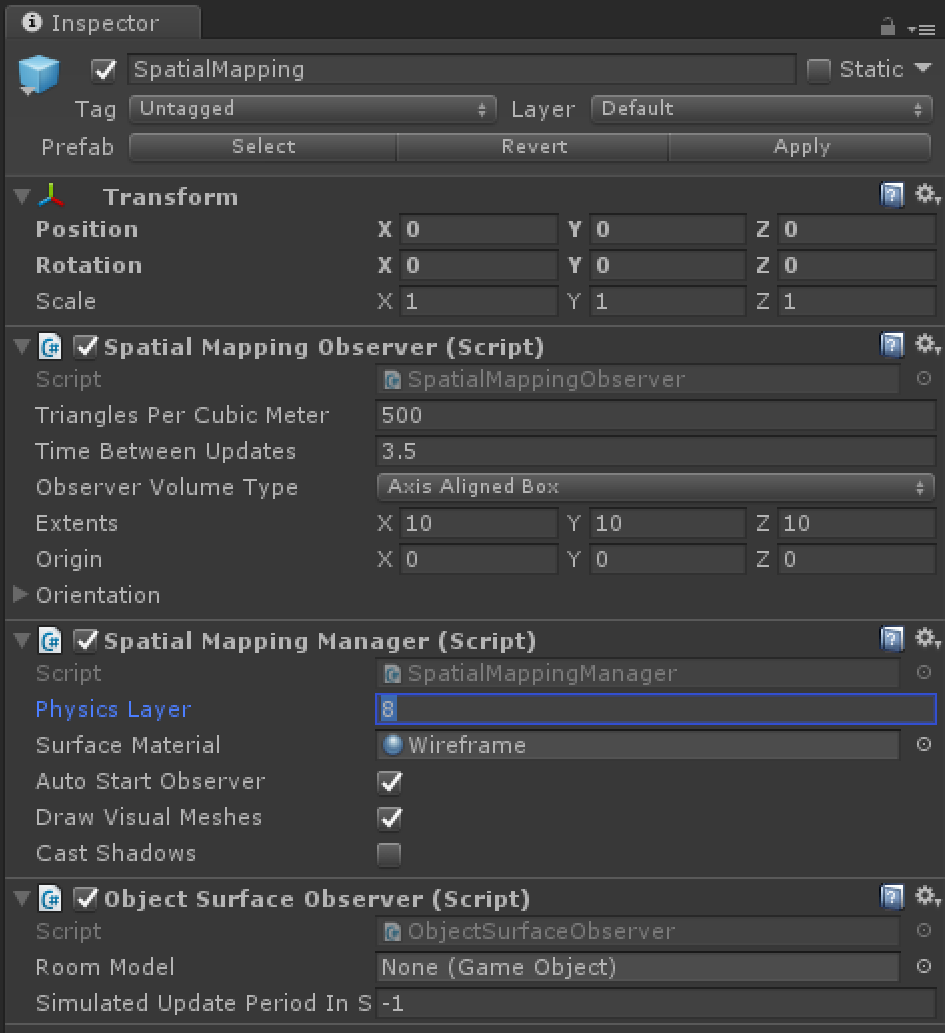 Inspector
SpatialMapping Static
Tag Untagged Layer Default
Prefab Select Revert Apply
Transform
Position X 0 Y 0 Z 0
Rotation X 0 Y 0 Z 0
Scale X 1 Y 1 Z 1
Spatial Mapping Observer (Script)
Script SpatialMappingObserver
Triangles Per Cubic Meter 500
Time Between Updates 3.5
Observer Volume Type Axis Aligned Box
Extents X 10 Y 10 Z 10
Origin X 0 Y 0 Z 0
Orientation
Spatial Mapping Manager (Script)
Script SpatialMappingManager
Physics Layer 8
Surface Material Wireframe
Auto Start Observer
Draw Visual Meshes
Cast Shadows
Object Surface Observer (Script)
Script ObjectSurfaceObserver
Room Model None (Game Object)
Simulated Update Period In S -1